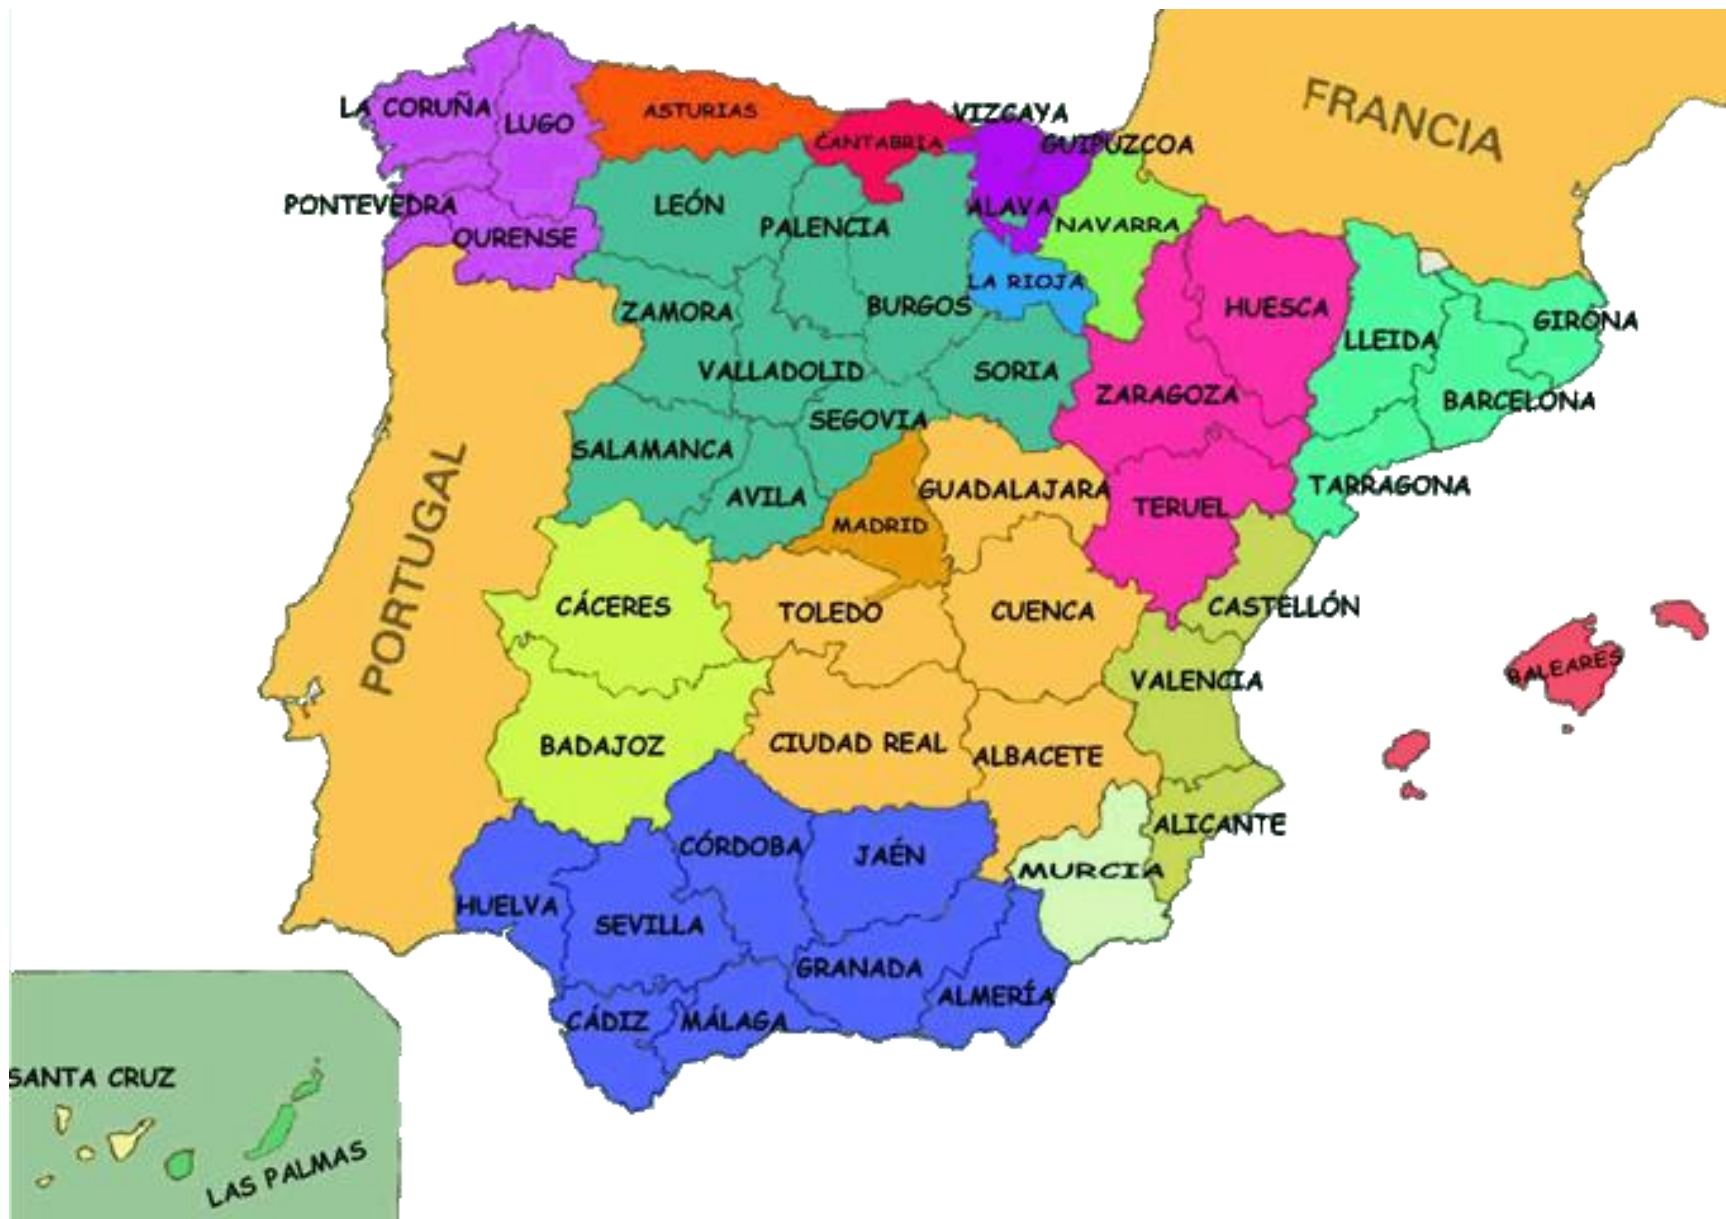 FRANCIA
LA CORUÑA
LUGO
ASTURIAS
CANTABRIA
VIZCAYA
GUIPUZCOA
PONTEVEDRA
OURENSE
LEÓN
PALENCIA
ALAVA
NAVARRA
LA RIOJA
BURGOS
ZAMORA
HUESCA
LLEIDA
GIRONA
VALLADOLID
SORIA
ZARAGOZA
BARCELONA
SEGOVIA
SALAMANCA
AVILA
GUADALAJARA
TERUEL
TARRAGONA
MADRID
PORTUGAL
CÁCERES
TOLEDO
CUENCA
CASTELLÓN
VALENCIA
BALEARES
BADAJOZ
CIUDAD REAL
ALBACETE
ALICANTE
CÓRDOBA
JAÉN
MURCIA
HUELVA
SEVILLA
GRANADA
ALMERÍA
CÁDIZ
MÁLAGA
SANTA CRUZ
LAS PALMAS